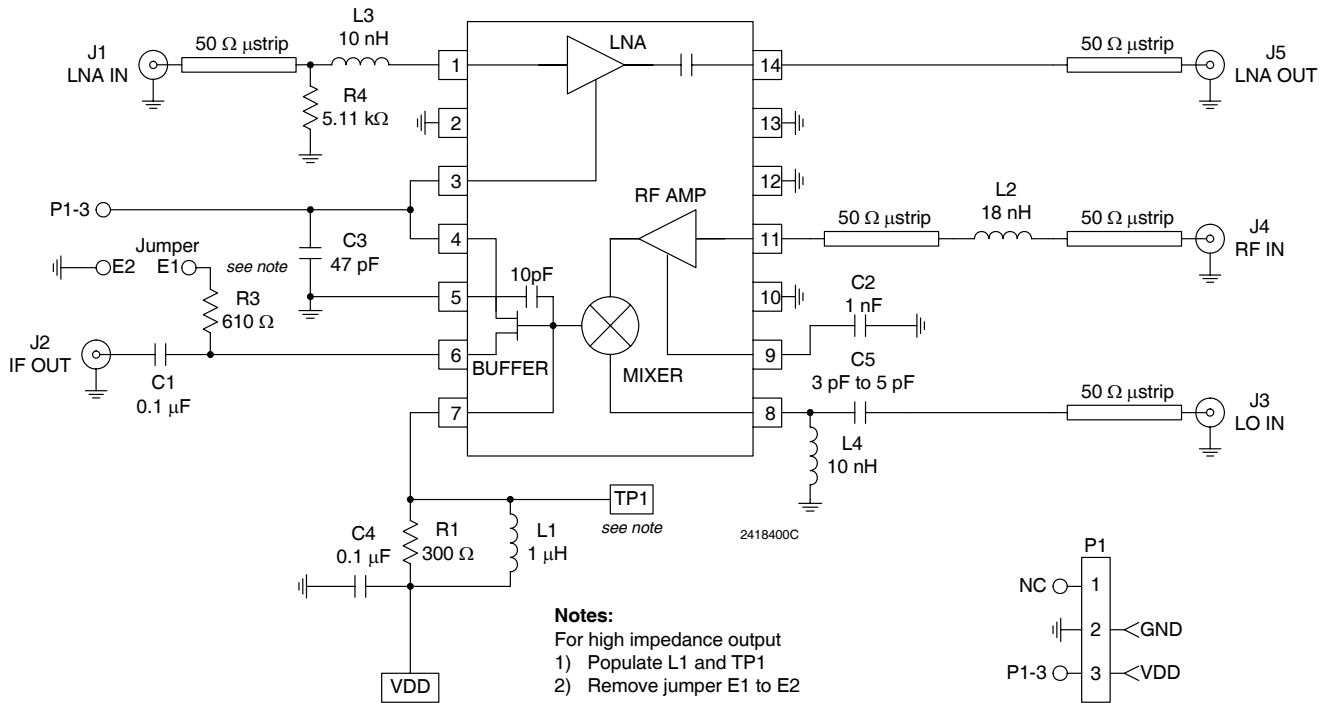 L3
10 nH
50 Ω µstrip
J1
LNA IN
R4
5.11 kΩ
LNA
1
2
3
4
5
6
7
14
13
12
11
10
9
8
50 Ω µstrip
J5
LNA OUT
P1-3
C3
47 pF
see note
Jumper
E2
E1
R3
610 Ω
J2
IF OUT
C1
0.1 µF
10pF
BUFFER
MIXER
RF AMP
50 Ω µstrip
L2
18 nH
50 Ω µstrip
J4
RF IN
C2
1 nF
C5
3 pF to 5 pF
50 Ω µstrip
J3
LO IN
L4
10 nH
TP1
see note
C4
0.1 µF
R1
300 Ω
L1
1 µH
VDD
2418400C
Notes:
For high impedance output
1) Populate L1 and TP1
2) Remove jumper E1 to E2
P1
NC
1
2
GND
P1-3
3
VDD